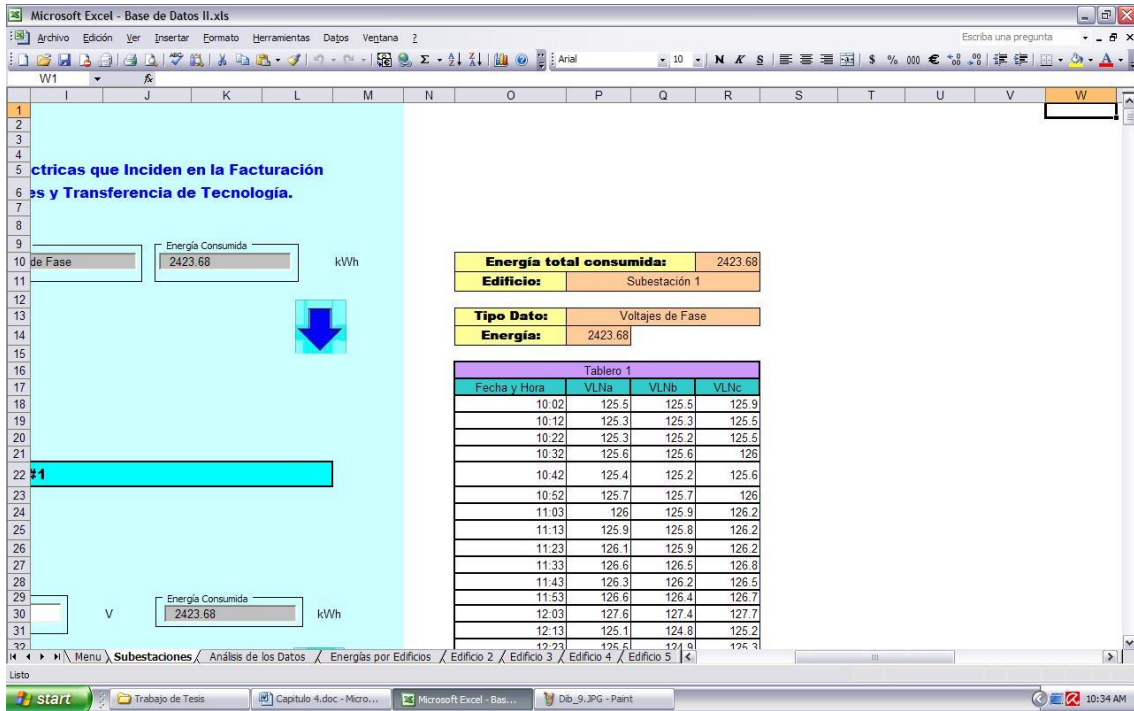 Microsoft Excel - Base de Datos II.xls
Archivo Edición Ver Insertar Formato Herramientas Datos Ventana ?
Escriba una pregunta
Arial 10 N K S $ % 000 €
W1 fx
I J K L M N O P Q R S T U V W
1
2
3
4
5 ctricas que Inciden en la Facturación
6 es y Transferencia de Tecnología.
7
8
9 Energía Consumida
10 de Fase 2423.68 kWh Energía total consumida: 2423.68
11 Edificio: Subestación 1
12
13 Tipo Dato: Voltajes de Fase
14 Energía: 2423.68
15
16 Tablero 1
17 Fecha y Hora VLNa VLNb VLNc
18 10:02 125.5 125.5 125.9
19 10:12 125.3 125.3 125.5
20 10:22 125.3 125.2 125.5
21 10:32 125.6 125.6 126
22 #1 10:42 125.4 125.2 125.6
23 10:52 125.7 125.7 126
24 11:03 126 125.9 126.2
25 11:13 125.9 125.8 126.2
26 11:23 126.1 125.9 126.2
27 11:33 126.6 126.5 126.8
28 11:43 126.3 126.2 126.5
29 Energía Consumida 11:53 126.6 126.4 126.7
30 V 2423.68 kWh 12:03 127.6 127.4 127.7
31 12:13 125.1 124.8 125.2
32 12:23 125.5 124.9 125.3
Menu Subestaciones Análisis de los Datos Energías por Edificios Edificio 2 Edificio 3 Edificio 4 Edificio 5
Listo
start Trabajo de Tesis Capitulo 4.doc - Micro... Microsoft Excel - Bas... Dib_9.JPG - Paint 10:34 AM